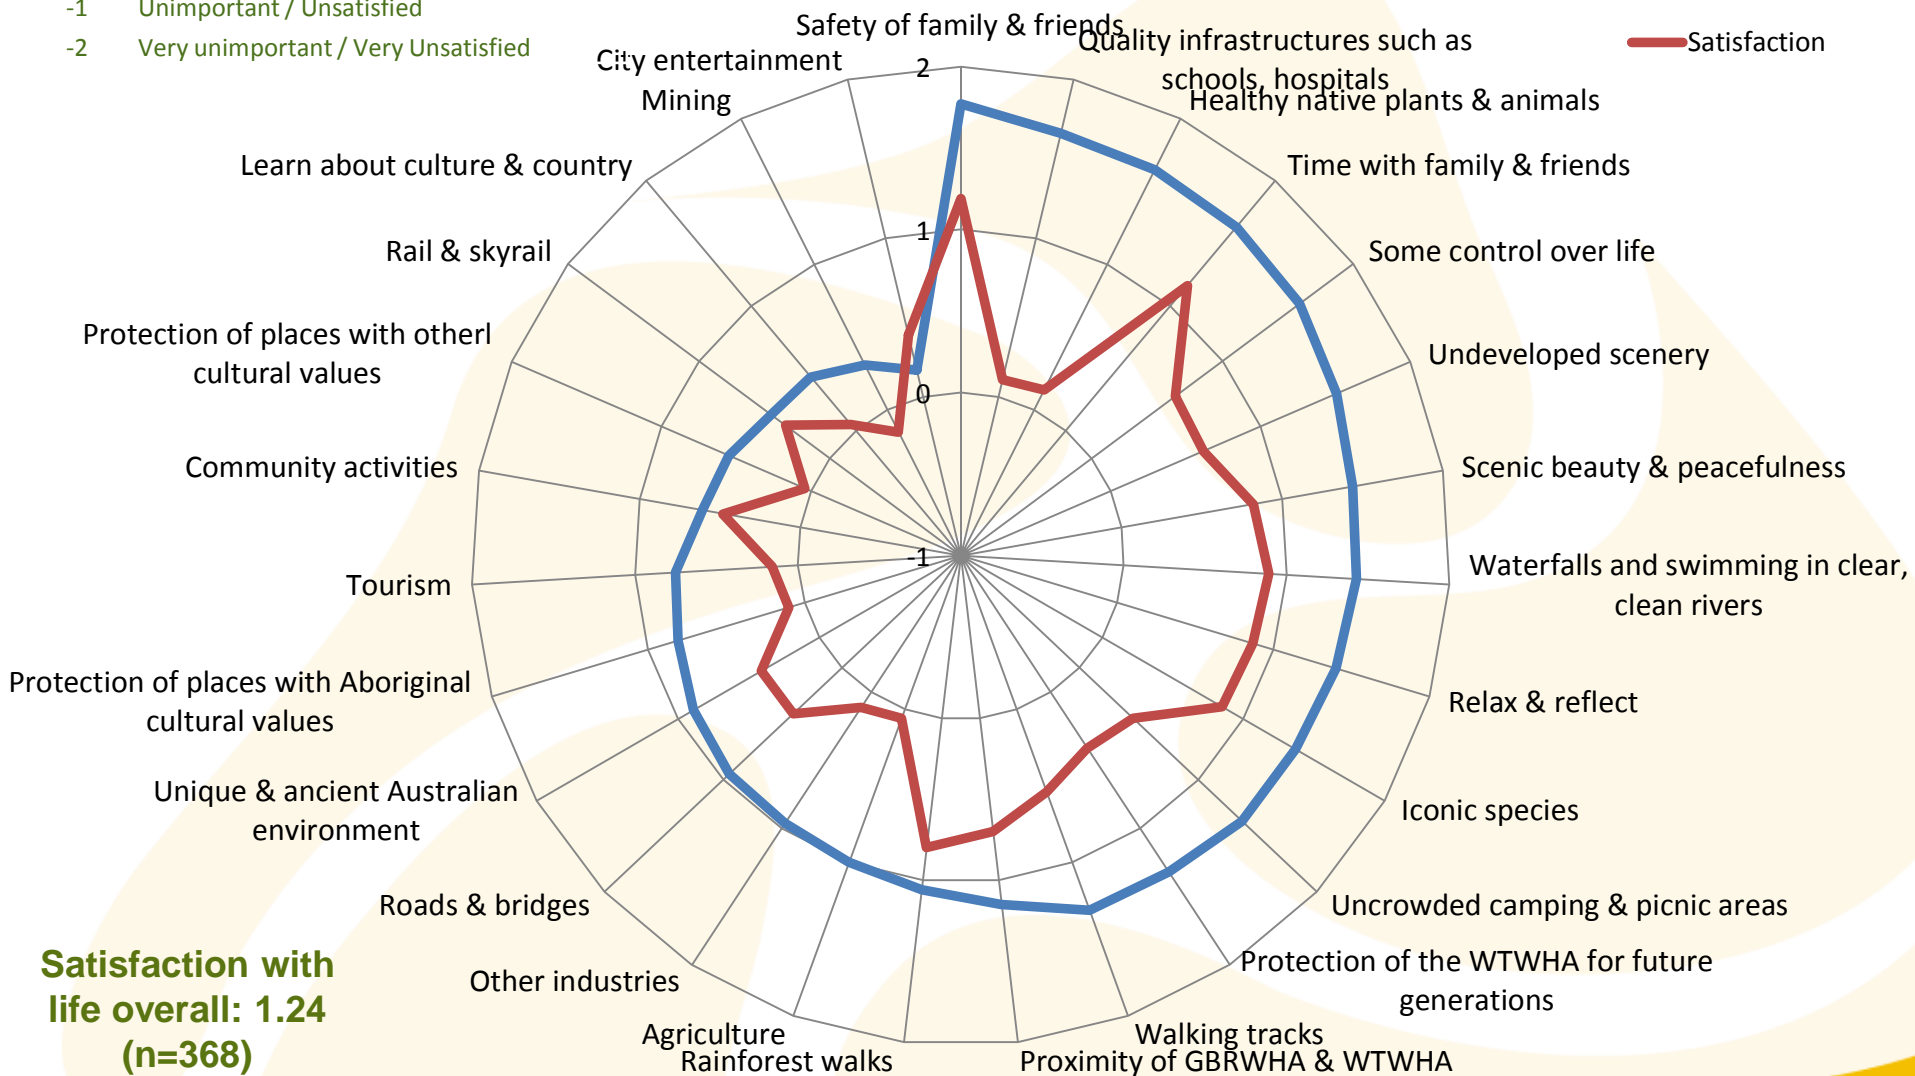 -1 Unimportant / Unsatisfied
-2 Very unimportant / Very Unsatisfied
Satisfaction
Safety of family & friends
Quality infrastructures such as
schools, hospitals
Healthy native plants & animals
Time with family & friends
Some control over life
Undeveloped scenery
Scenic beauty & peacefulness
Waterfalls and swimming in clear,
clean rivers
Relax & reflect
Iconic species
Uncrowded camping & picnic areas
Protection of the WTWHA for future
generations
Walking tracks
Proximity of GBRWHA & WTWHA
Rainforest walks
Agriculture
Other industries
Roads & bridges
Unique & ancient Australian
environment
Protection of places with Aboriginal
cultural values
Tourism
Community activities
Protection of places with otherl
cultural values
Rail & skyrail
Learn about culture & country
Mining
City entertainment
2
1
0
-1
Satisfaction with
life overall: 1.24
(n=368)